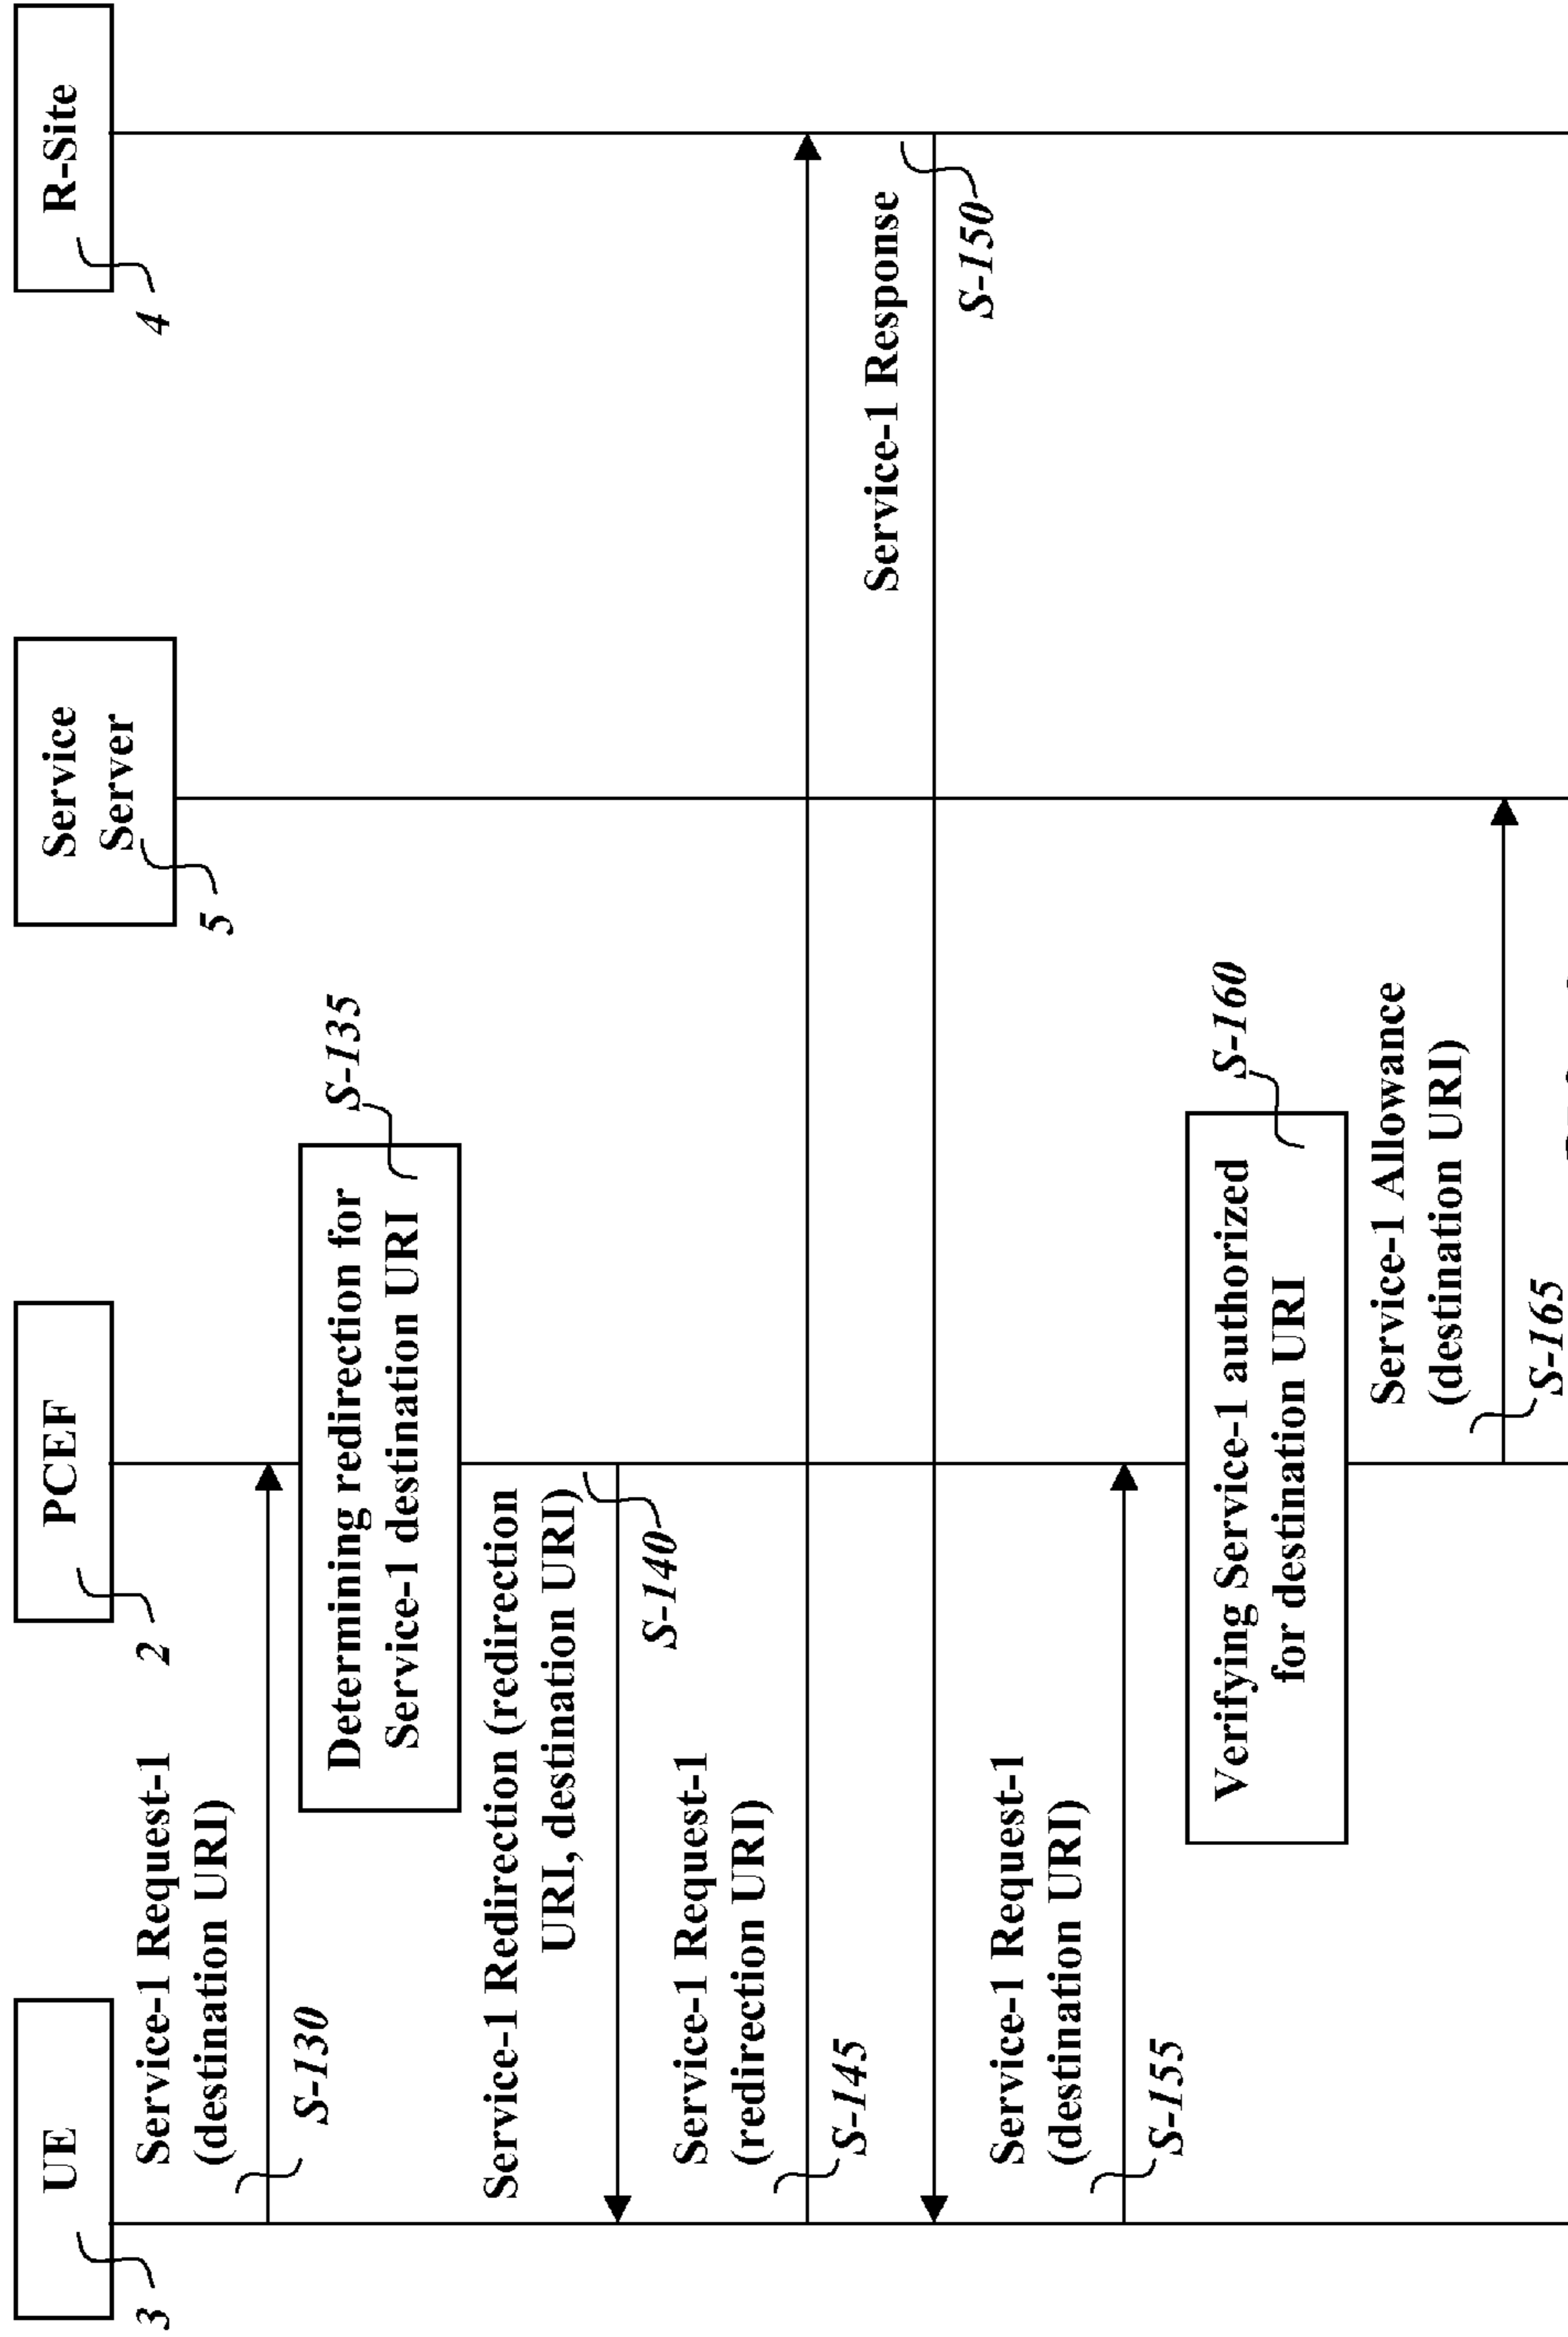 UE
3
PCEF
2
Service
Server
5
R-Site
4
Service-1 Request-1
(destination URI)
S-130
Determining redirection for
Service-1 destination URI
S-135
Service-1 Redirection (redirection
URI, destination URI)
S-140
Service-1 Request-1
(redirection URI)
S-145
Service-1 Response
S-150
Service-1 Request-1
(destination URI)
S-155
Verifying Service-1 authorized
for destination URI
S-160
Service-1 Allowance
(destination URI)
S-165